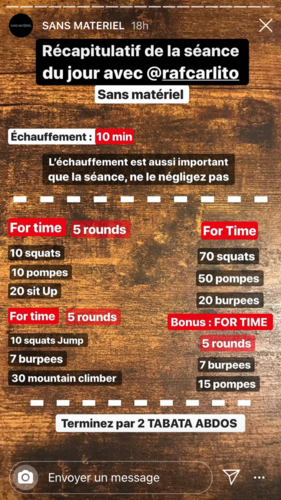 SANS MATERIEL 18h
Récapitulatif de la séance
du jour avec @rafcarlito
Sans matériel
Échauffement : 10 min
L'échauffement est aussi important
que la séance, ne le négligez pas
For time 5 rounds
10 squats
10 pompes
20 sit Up
For time 5 rounds
10 squats Jump
7 burpees
30 mountain climber
For Time
70 squats
50 pompes
20 burpees
Bonus : FOR TIME
5 rounds
7 burpees
15 pompes
Terminez par 2 TABATA ABDOS
Envoyer un message